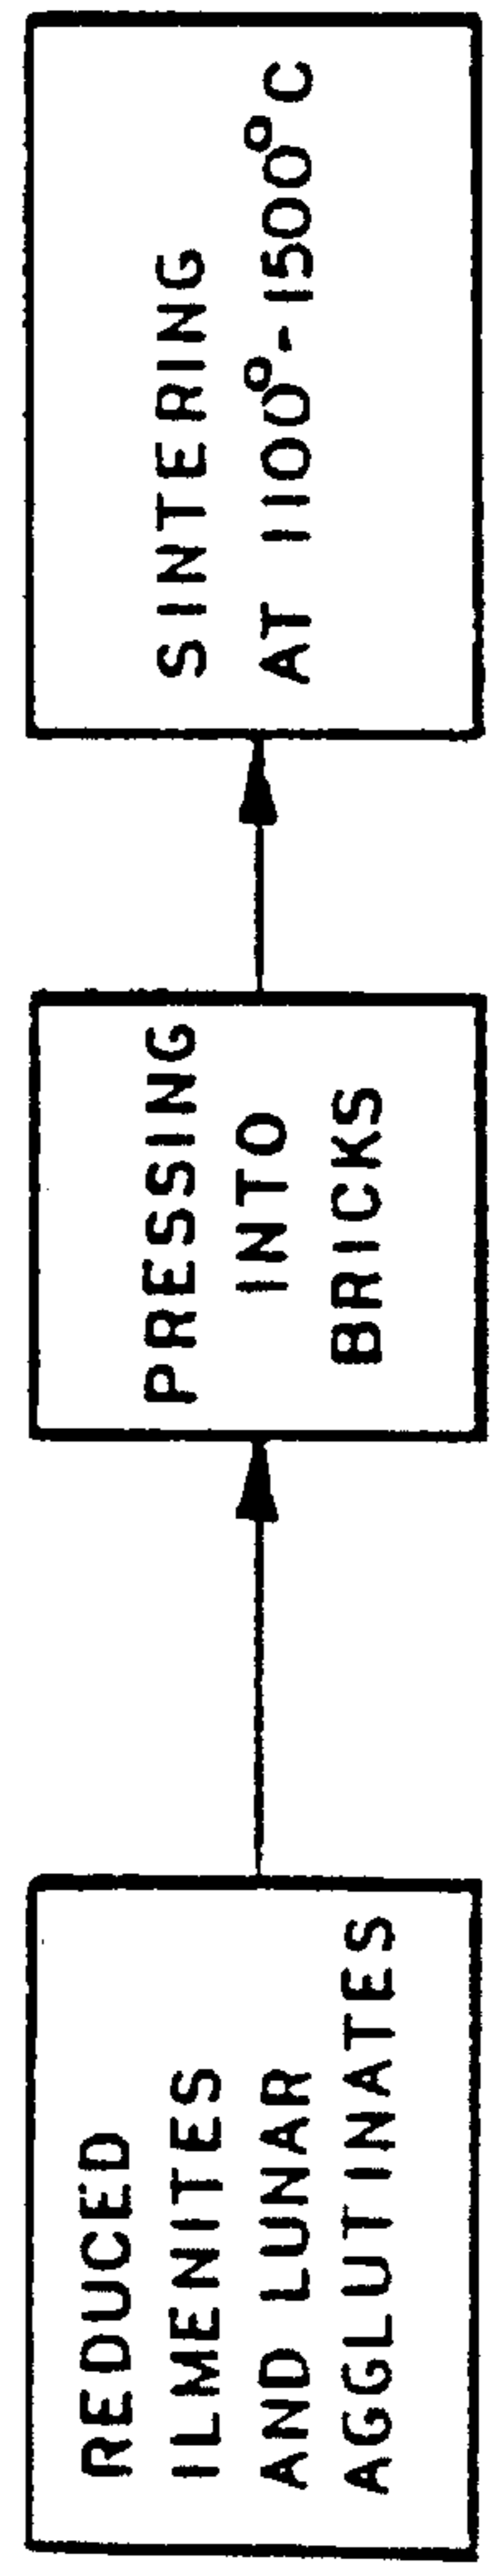 REDUCED
ILMENITES
AND LUNAR
AGGLUTINATES
PRESSING
INTO
BRICKS
SINTERING
AT 1100°-1500°C